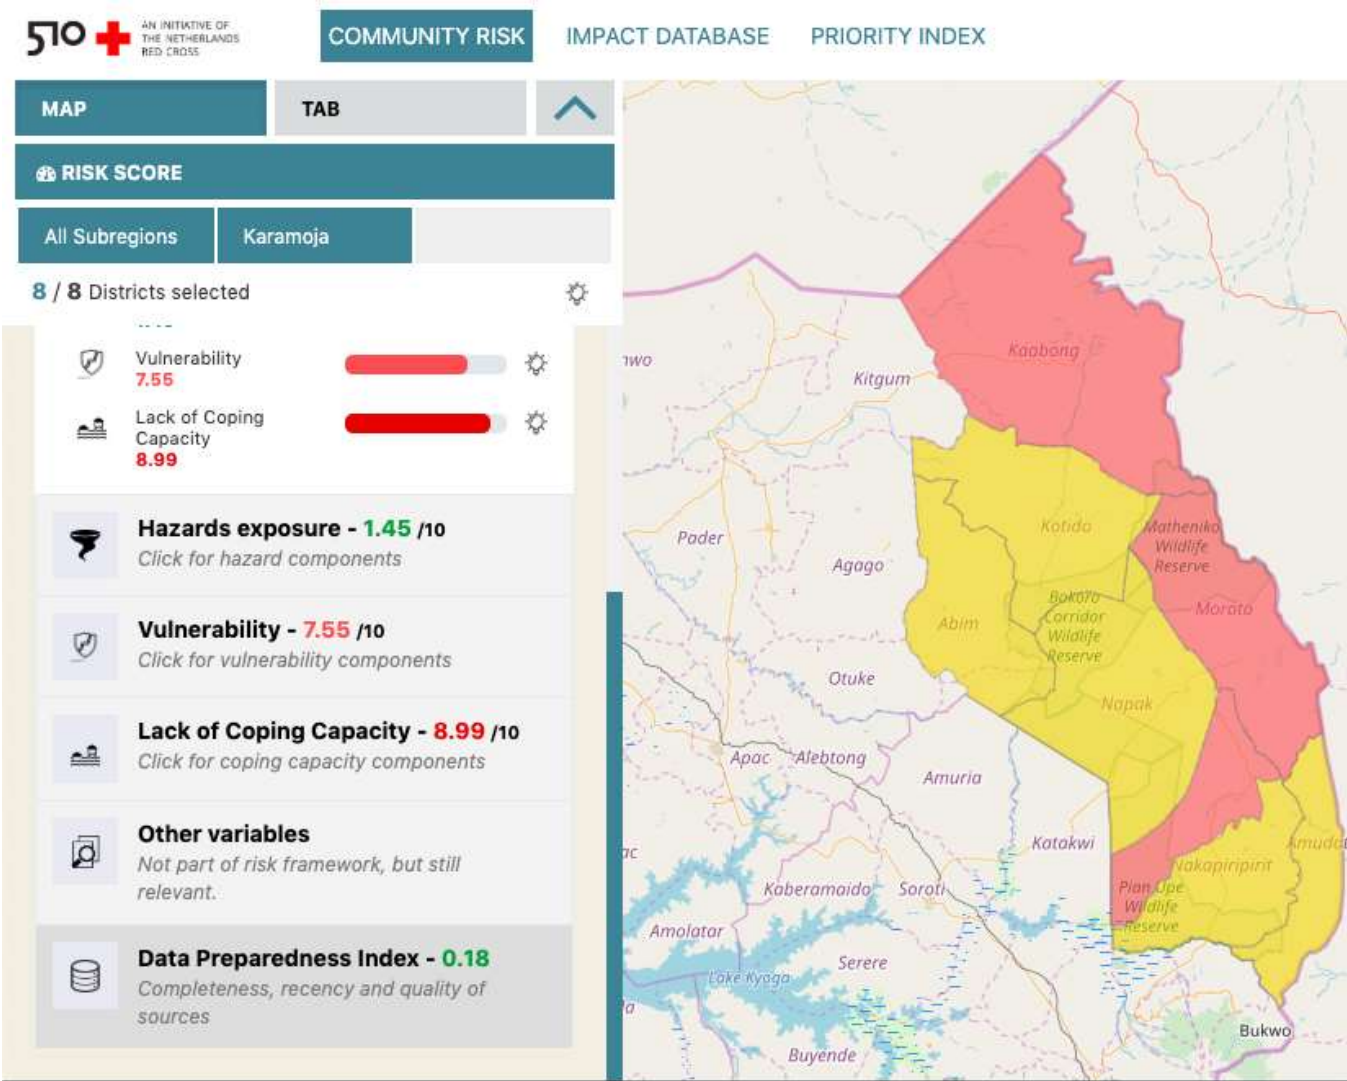 510
AN INITIATIVE OF
THE NETHERLANDS
RED CROSS
COMMUNITY RISK
IMPACT DATABASE
PRIORITY INDEX
MAP
TAB
RISK SCORE
All Subregions
Karamoja
8 / 8 Districts selected
Vulnerability
7.55
Lack of Coping
Capacity
8.99
Hazards exposure - 1.45 /10
Click for hazard components
Vulnerability - 7.55 /10
Click for vulnerability components
Lack of Coping Capacity - 8.99 /10
Click for coping capacity components
Other variables
Not part of risk framework, but still
relevant.
Data Preparedness Index - 0.18
Completeness, recency and quality of
sources
Kaabong
Kitgum
Kotido
Matheniko
Wildlife
Reserve
Pader
Agago
Bokora
Corridor
Wildlife
Reserve
Moroto
Abim
Otuke
Napak
Apac
Alebtong
Amuria
Katakwi
Amudat
Nakapiripirit
Pian Upe
Wildlife
Reserve
Kaberamaido
Soroti
Amolatar
Serere
Lake Kyoga
Bukwo
Buyende